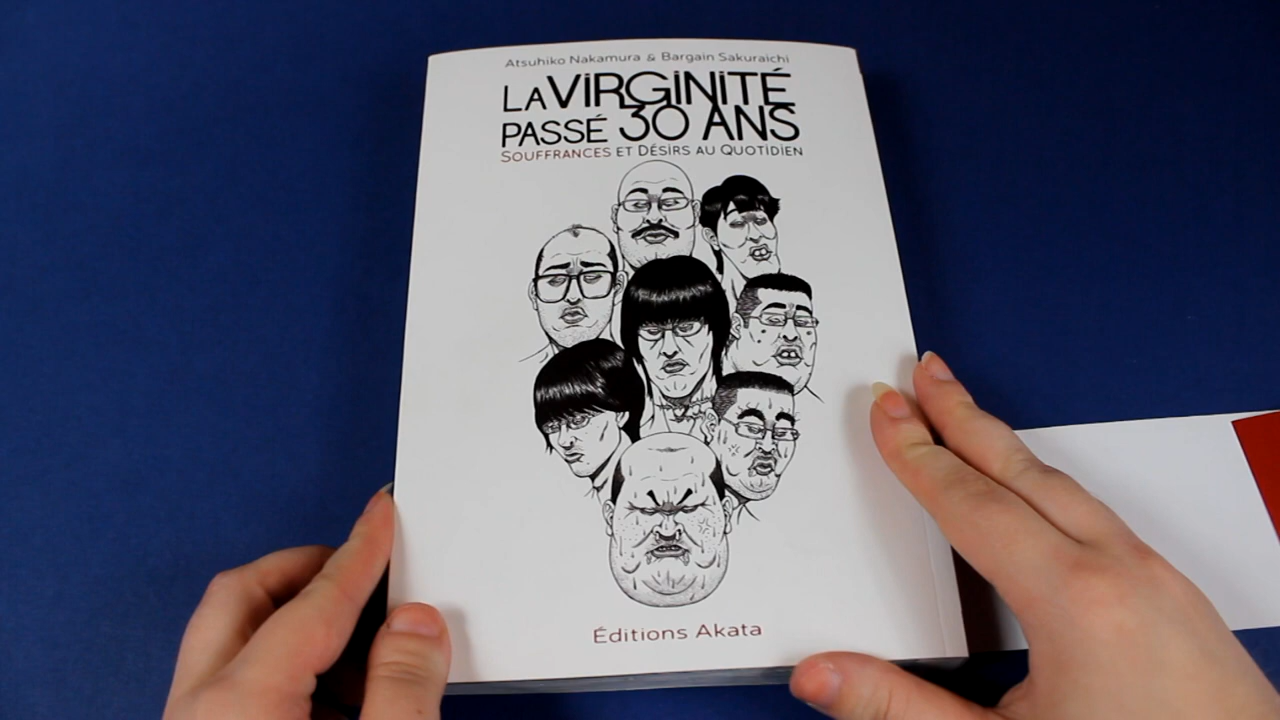 Atsuhiko Nakamura & Bargain Sakuraichi
LA VIRGINITÉ
PASSÉ 30 ANS
SOUFFRANCES ET DÉSIRS AU QUOTIDIEN
Éditions Akata